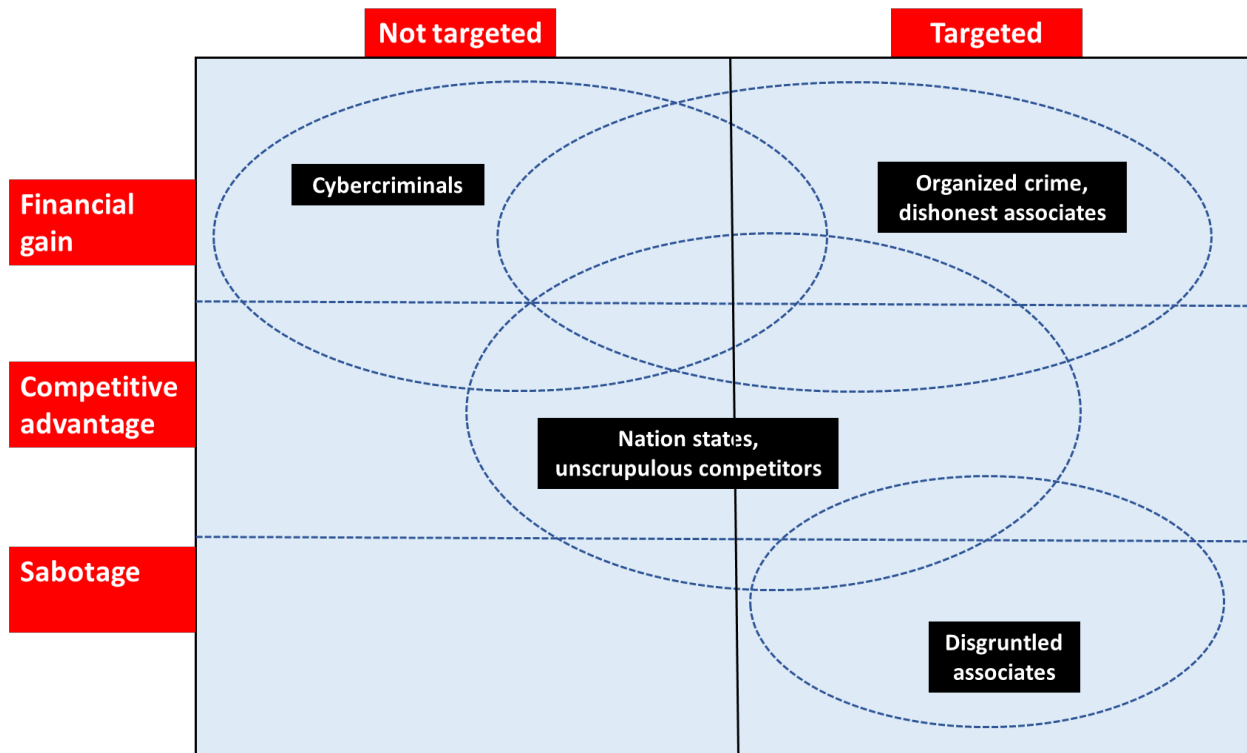 Not targeted
Targeted
Financial
gain
Cybercriminals
Organized crime,
dishonest associates
Competitive
advantage
Nation states,
unscrupulous competitors
Sabotage
Disgruntled
associates